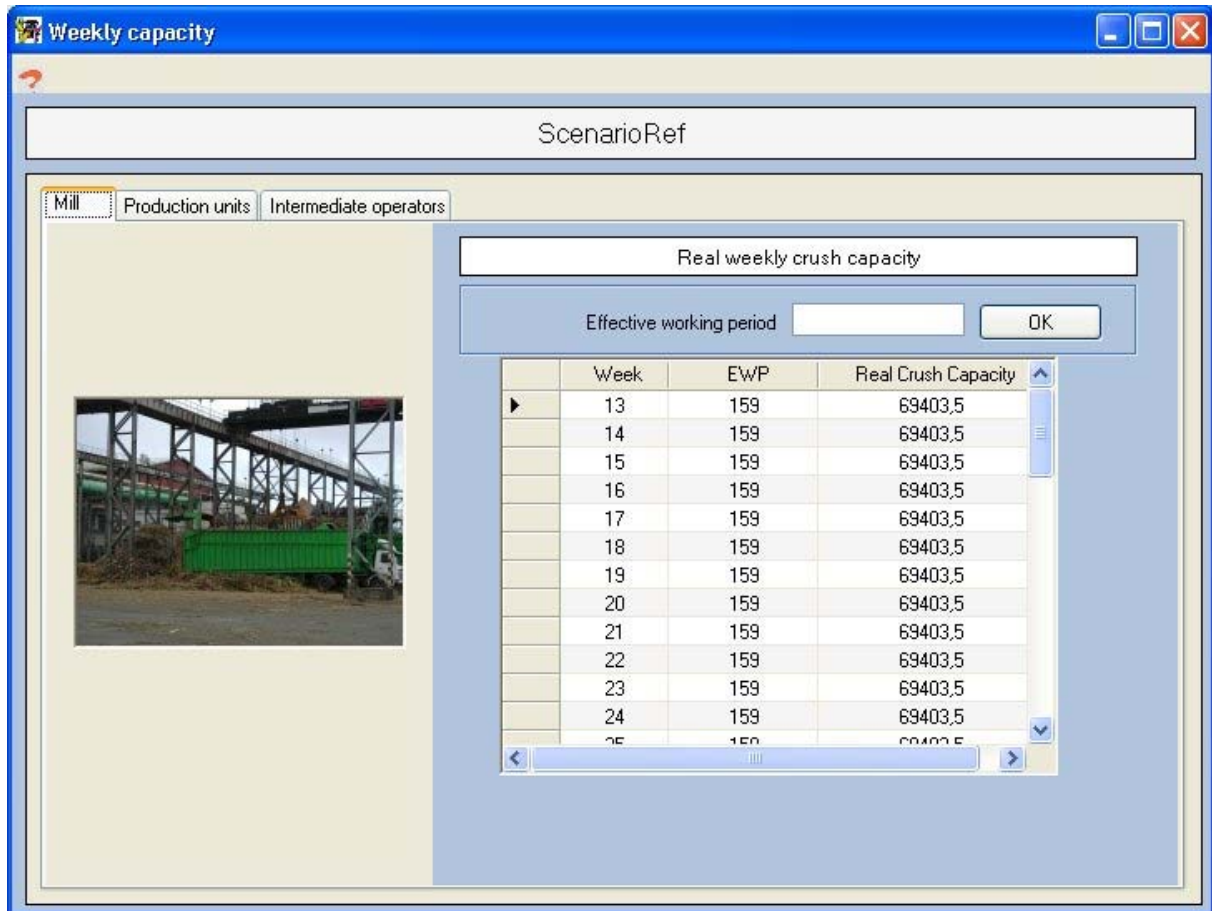 Weekly capacity
ScenarioRef
Mill Production units Intermediate operators
Real weekly crush capacity
Effective working period OK
Week EWP Real Crush Capacity
13 159 69403,5
14 159 69403,5
15 159 69403,5
16 159 69403,5
17 159 69403,5
18 159 69403,5
19 159 69403,5
20 159 69403,5
21 159 69403,5
22 159 69403,5
23 159 69403,5
24 159 69403,5